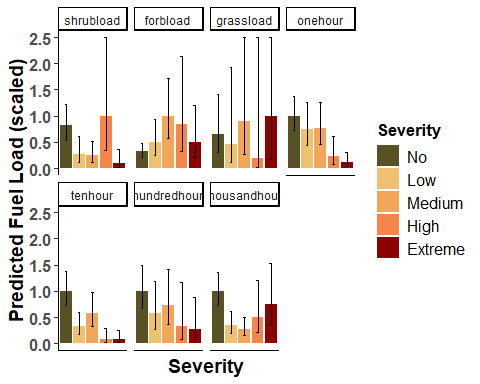 shrubload forbload grassload onehour
2.5
2.0
1.5
1.0
0.5
0.0
tenhour hundredhour housandhou
2.5
2.0
1.5
1.0
0.5
0.0
Predicted Fuel Load (scaled)
Severity
Severity
No
Low
Medium
High
Extreme